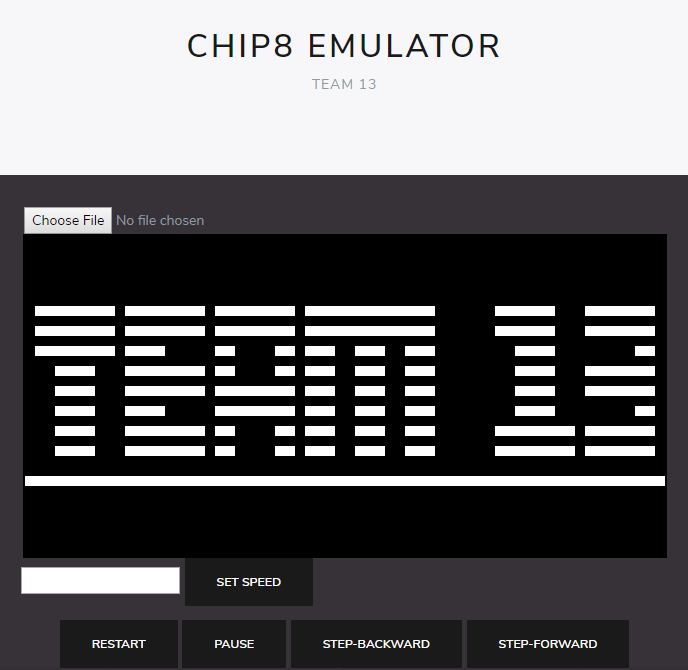 CHIP8 EMULATOR
TEAM 13
Choose File No file chosen
TEAM 13
SET SPEED
RESTART PAUSE STEP-BACKWARD STEP-FORWARD